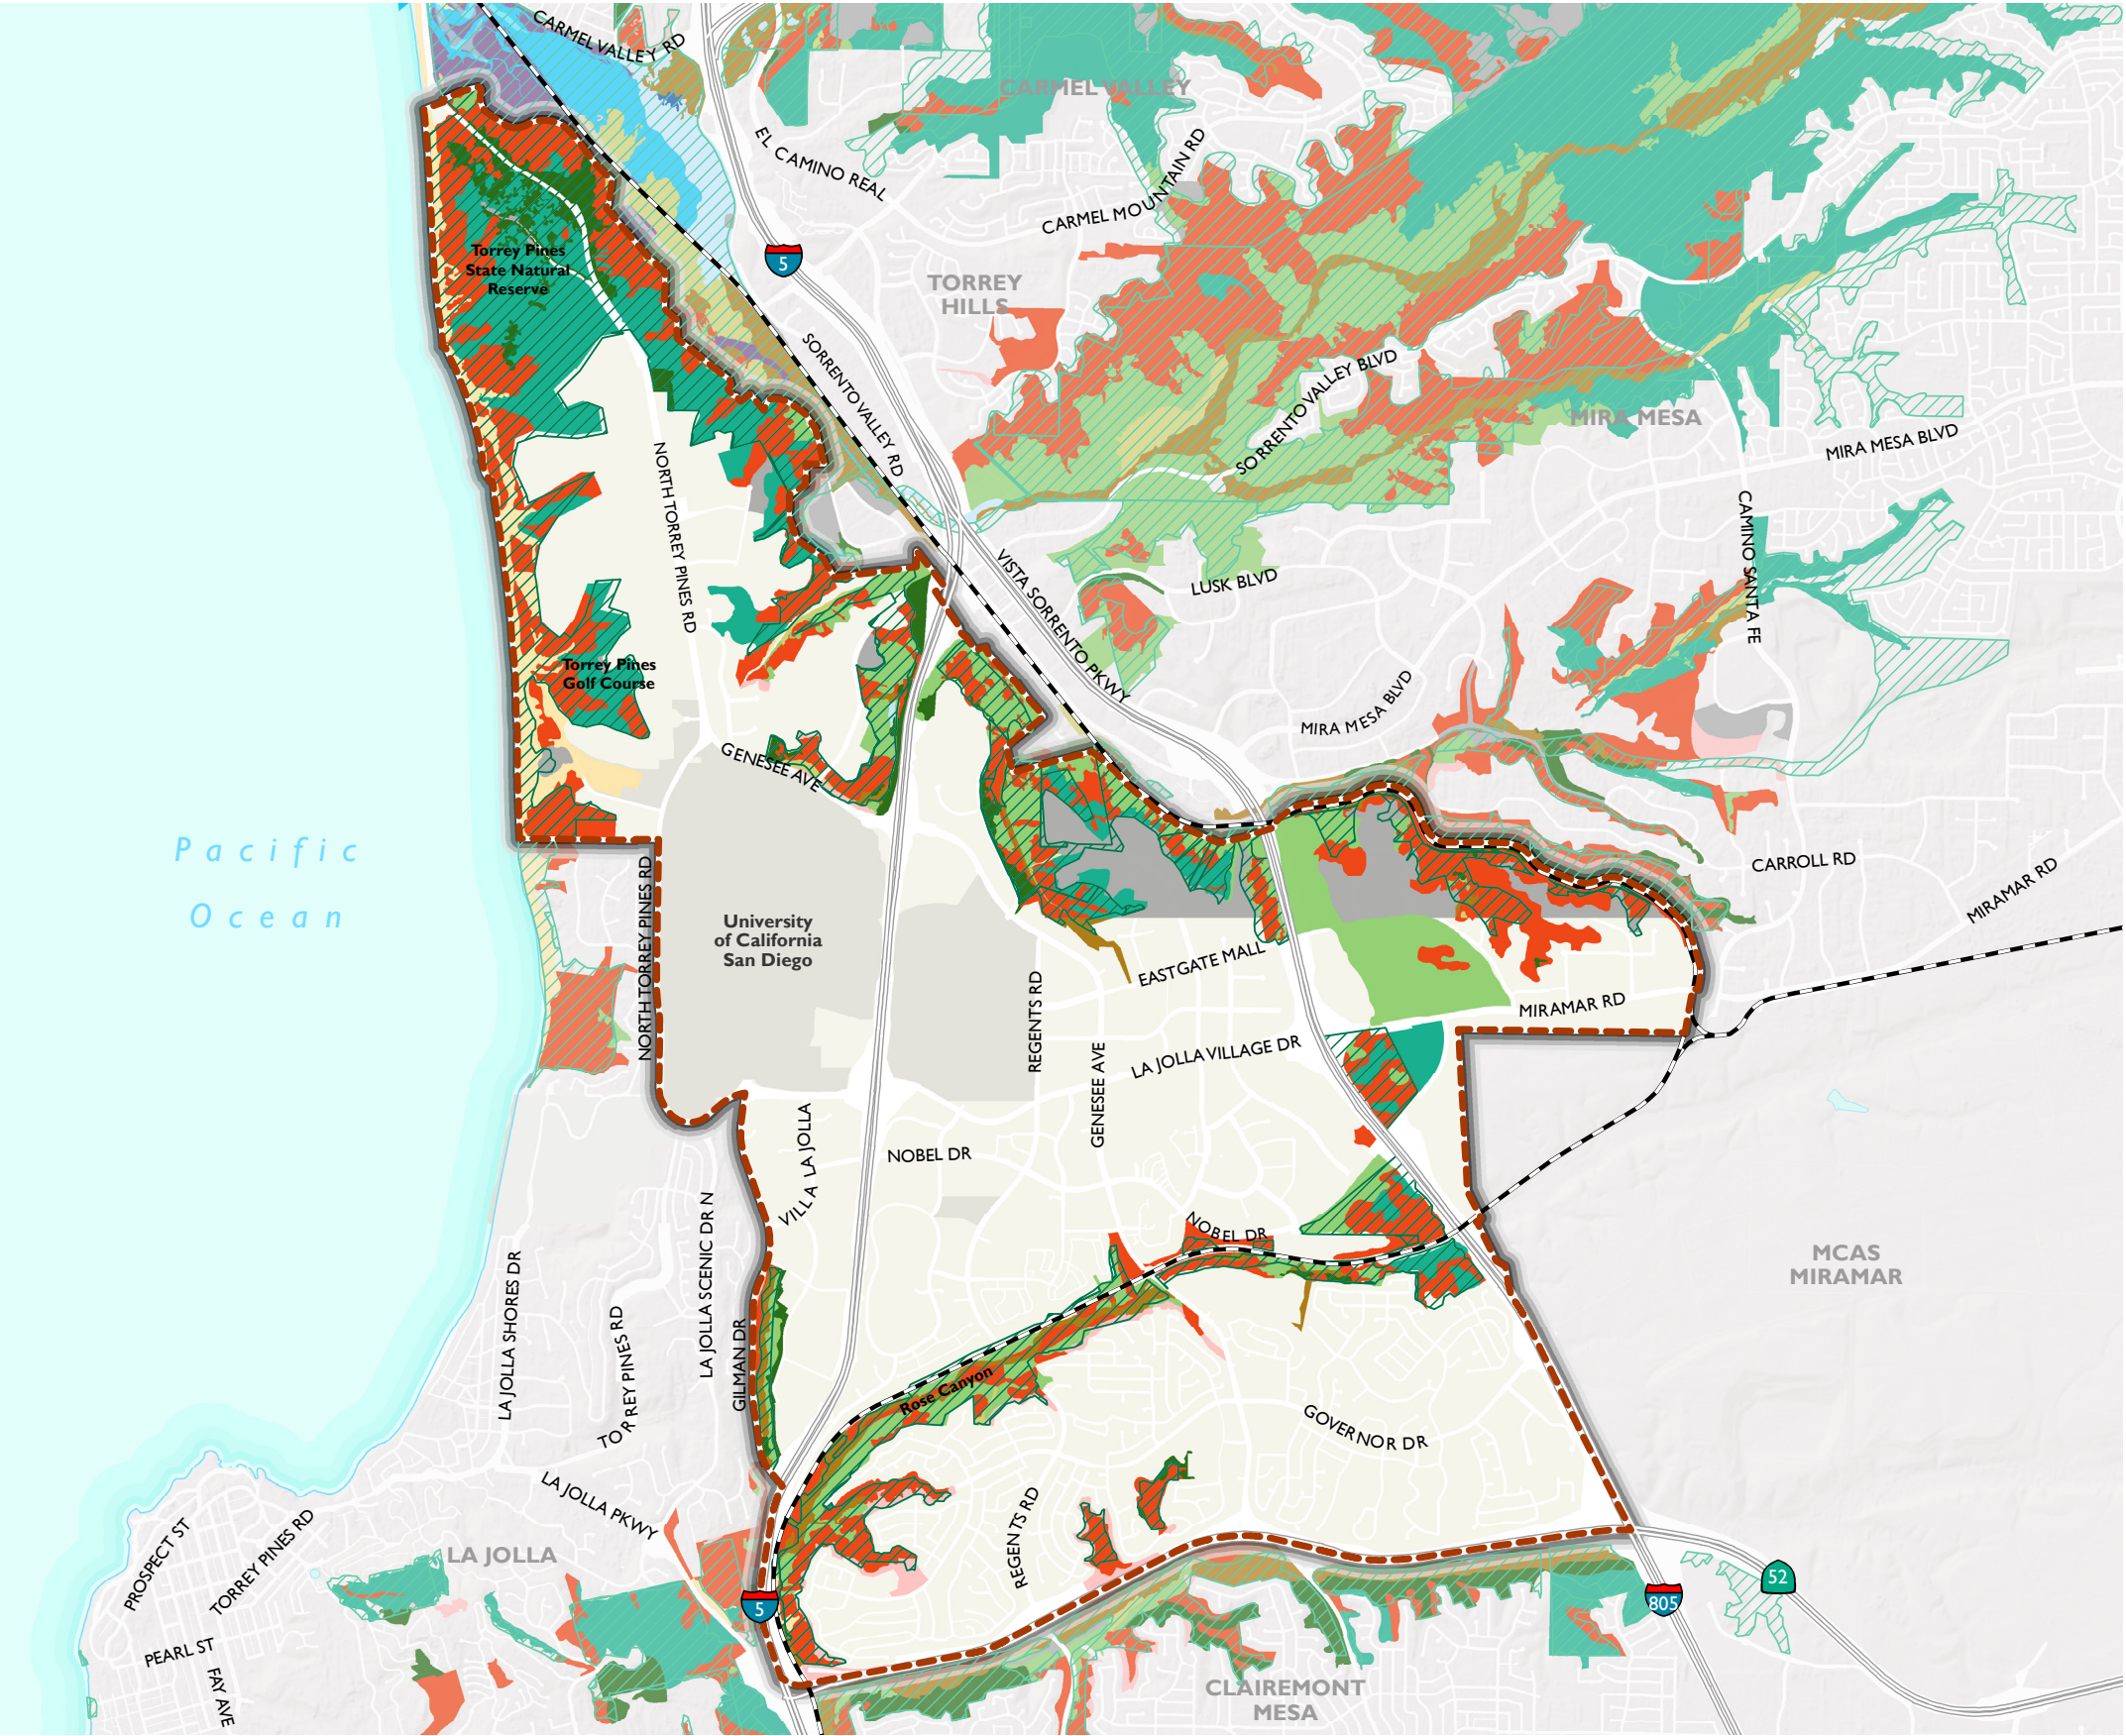 CARMEL VALLEY RD
CARMEL VALLEY
EL CAMINO REAL
CARMEL MOUNTAIN RD
5
Torrey Pines
State Natural
Reserve
TORREY
HILLS
SORRENTO VALLEY RD
SORRENTO VALLEY BLVD
MIRA MESA
MIRA MESA BLVD
NORTH TORREY PINES RD
CAMINO SANTA FE
VISTA SORRENTO PKWY
LUSK BLVD
Torrey Pines
Golf Course
MIRA MESA BLVD
GENESEE AVE
Pacific
Ocean
NORTH TORREY PINES RD
University
of California
San Diego
CARROLL RD
MIRAMAR RD
EASTGATE MALL
REGENTS RD
MIRAMAR RD
GENESEE AVE
LA JOLLA VILLAGE DR
VILLA LA JOLLA
NOBEL DR
NOBEL DR
LA JOLLA SCENIC DR N
LA JOLLA SHORES DR
TORREY PINES RD
GILMAN DR
MCAS
MIRAMAR
Rose Canyon
GOVERNOR DR
LA JOLLA PKWY
REGENTS RD
PROSPECT ST
TORREY PINES RD
LA JOLLA
5
52
805
PEARL ST
FAY AVE
CLAIREMONT
MESA